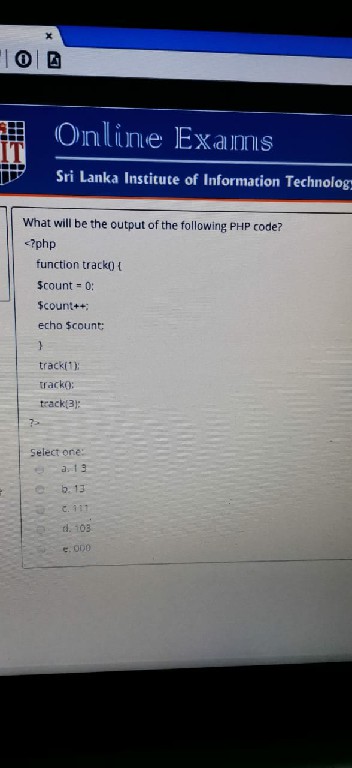 x
IT
Online Exams
Sri Lanka Institute of Information Technology
What will be the output of the following PHP code?
<?php
function track() {
$count = 0;
$count++;
echo $count;
}
track(1);
track();
track(3);
?>
Select one:
a. 1 3
b. 13
c. 111
d. 103
e. 000